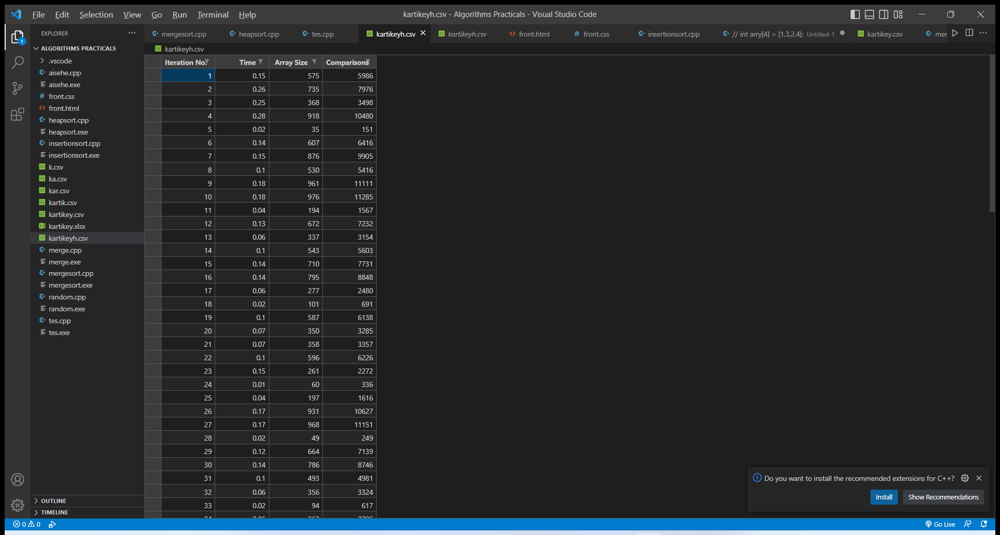 File Edit Selection View Go Run Terminal Help
kartikeyh.csv - Algorithms Practicals - Visual Studio Code
EXPLORER
mergesort.cpp heapsort.cpp tes.cpp kartikeyh.csv kartikeyh.csv front.html front.css insertionsort.cpp // int arry[4] = {1,3,2,4}; Untitled-1 kartikey.csv mer
1
ALGORITHMS PRACTICALS
.vscode
aisehe.cpp
aisehe.exe
front.css
front.html
heapsort.cpp
heapsort.exe
insertionsort.cpp
insertionsort.exe
k.csv
ka.csv
kar.csv
kartik.csv
kartikey.csv
kartikey.xlsx
kartikeyh.csv
merge.cpp
merge.exe
mergesort.cpp
mergesort.exe
random.cpp
random.exe
tes.cpp
tes.exe
OUTLINE
TIMELINE
kartikeyh.csv
Iteration No. Time Array Size Comparisons
1 0.15 575 5986
2 0.26 735 7976
3 0.25 368 3498
4 0.28 918 10480
5 0.02 35 151
6 0.14 607 6416
7 0.15 876 9905
8 0.1 530 5416
9 0.18 961 11111
10 0.18 976 11285
11 0.04 194 1567
12 0.13 672 7232
13 0.06 337 3154
14 0.1 543 5603
15 0.14 710 7731
16 0.14 795 8848
17 0.06 277 2480
18 0.02 101 691
19 0.1 587 6138
20 0.07 350 3285
21 0.07 358 3357
22 0.1 596 6226
23 0.15 261 2272
24 0.01 60 336
25 0.04 197 1616
26 0.17 931 10627
27 0.17 968 11151
28 0.02 49 249
29 0.12 664 7139
30 0.14 786 8746
31 0.1 493 4981
32 0.06 356 3324
33 0.02 94 617
Do you want to install the recommended extensions for C++?
Install Show Recommendations
0 0
Go Live